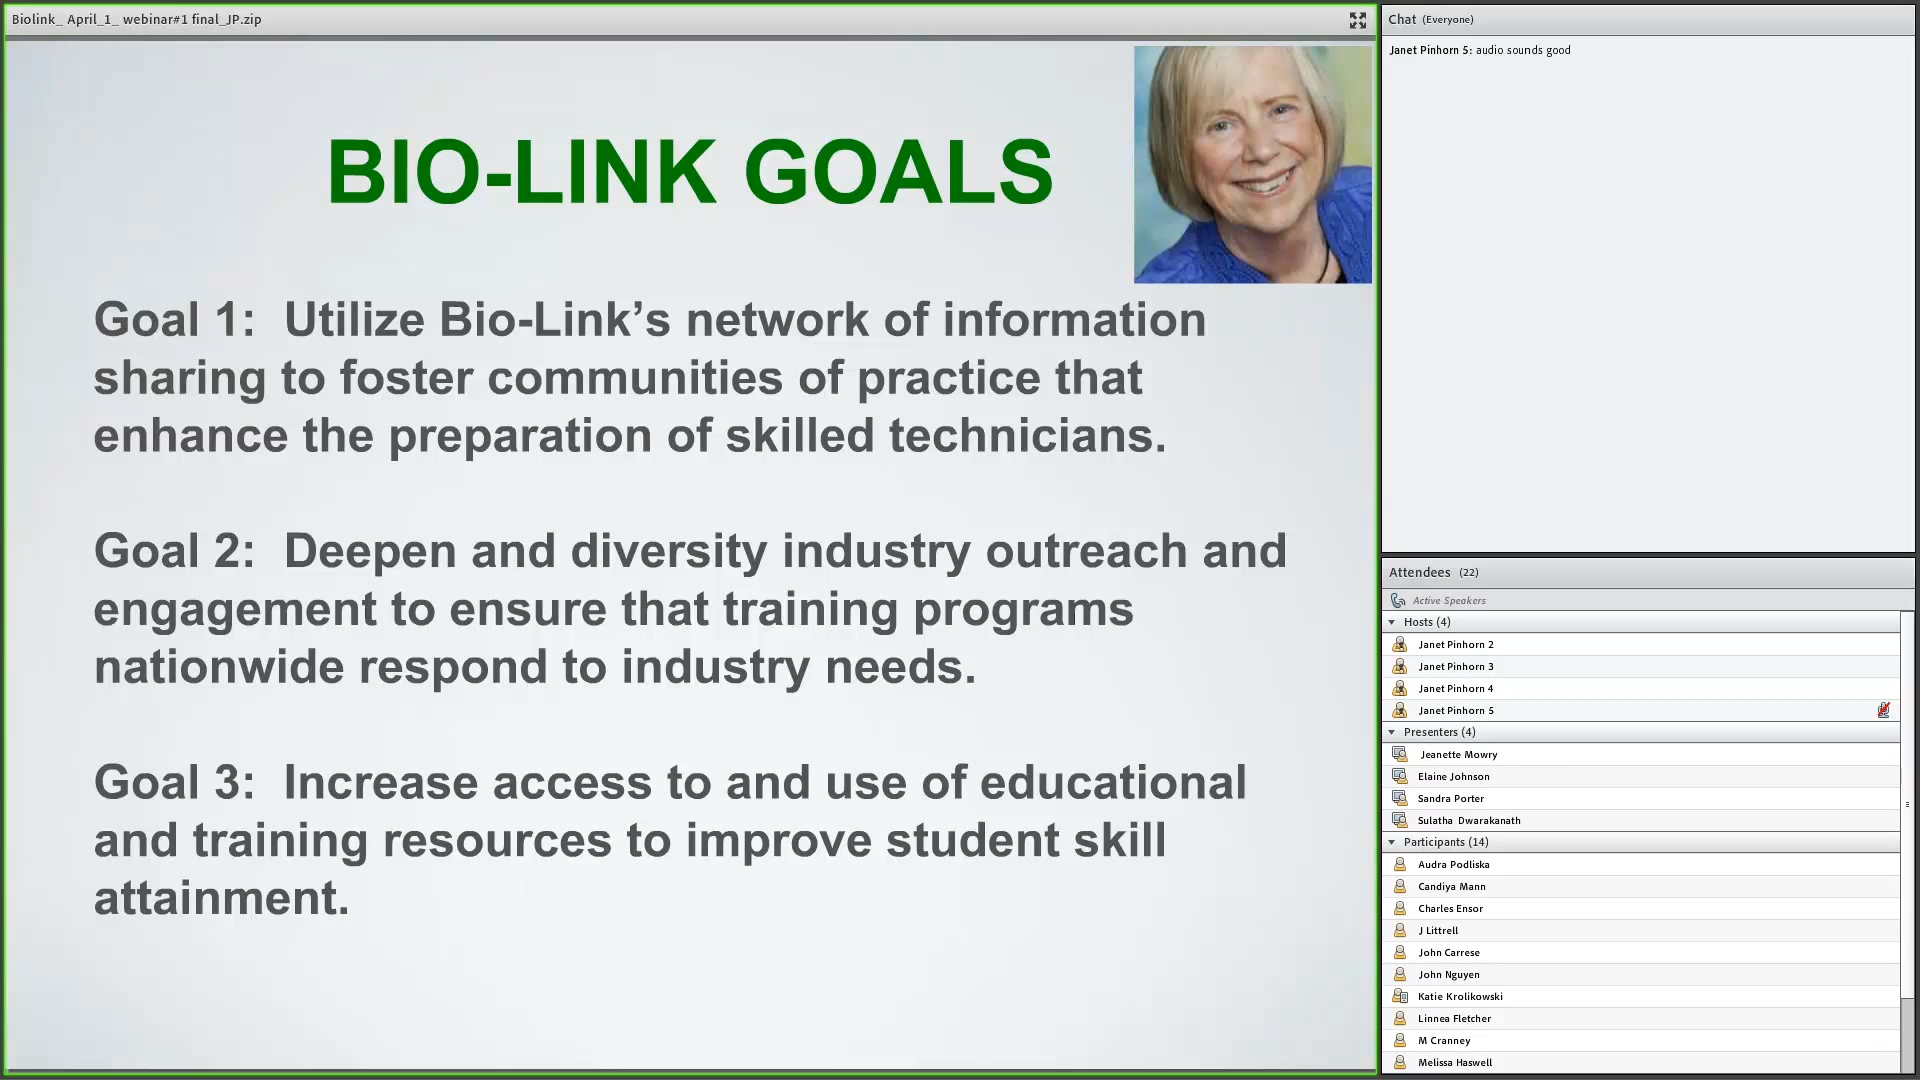 Biolink_ April_1_ webinar#1 final_JP.zip
BIO-LINK GOALS
Goal 1:  Utilize Bio-Link’s network of information
sharing to foster communities of practice that
enhance the preparation of skilled technicians.
Goal 2:  Deepen and diversity industry outreach and
engagement to ensure that training programs
nationwide respond to industry needs.
Goal 3:  Increase access to and use of educational
and training resources to improve student skill
attainment.
Chat (Everyone)
Janet Pinhorn 5: audio sounds good
Attendees (22)
Active Speakers
Hosts (4)
Janet Pinhorn 2
Janet Pinhorn 3
Janet Pinhorn 4
Janet Pinhorn 5
Presenters (4)
Jeanette Mowry
Elaine Johnson
Sandra Porter
Sulatha Dwarakanath
Participants (14)
Audra Podliska
Candiya Mann
Charles Ensor
J Littrell
John Carrese
John Nguyen
Katie Krolikowski
Linnea Fletcher
M Cranney
Melissa Haswell